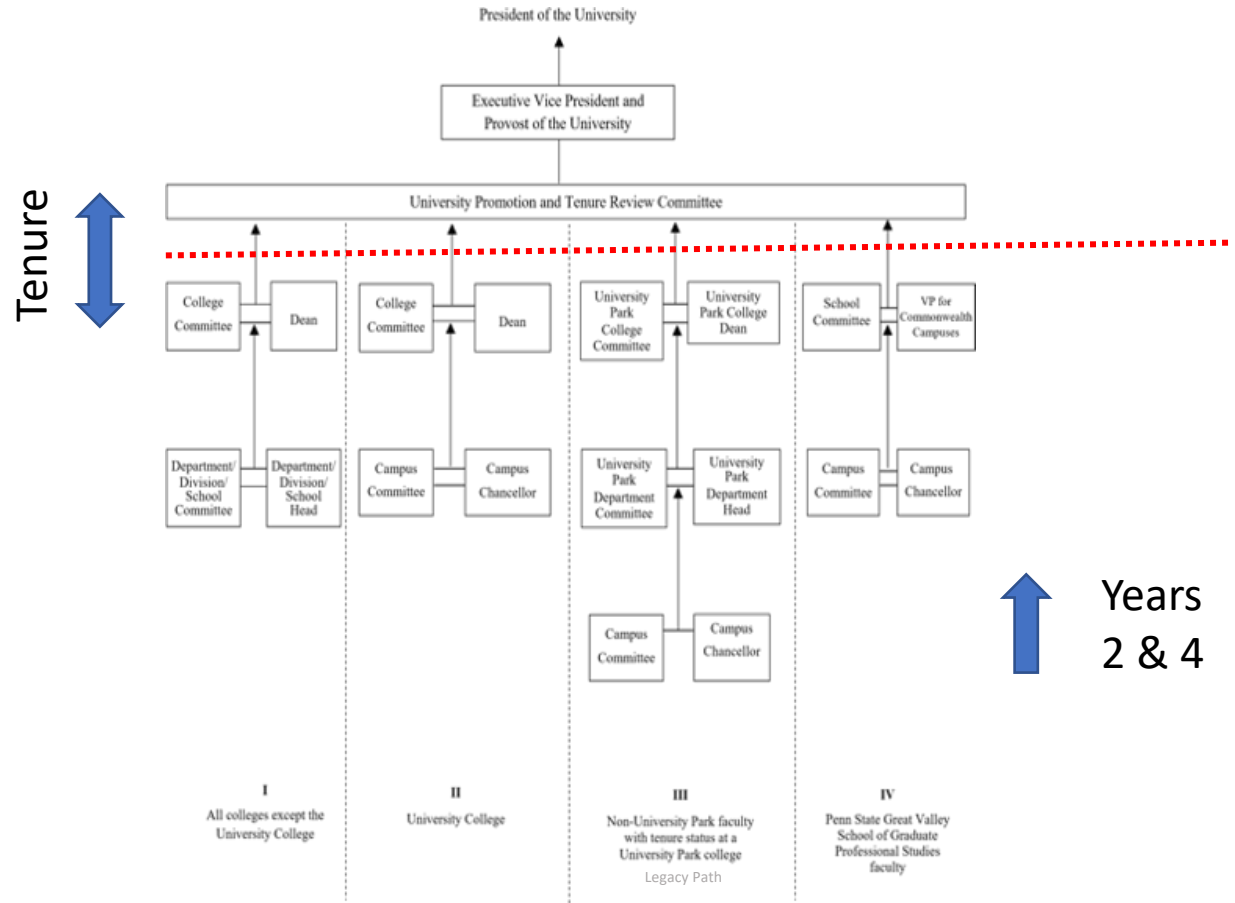 President of the University
Executive Vice President and
Provost of the University
Tenure
University Promotion and Tenure Review Committee
College
Committee
Dean
College
Committee
Dean
University
Park
College
Committee
University
Park College
Dean
School
Committee
VP for
Commonwealth
Campuses
Department/
Division/
School
Committee
Department/
Division/
School
Head
Campus
Committee
Campus
Chancellor
University
Park
Department
Committee
University
Park
Department
Head
Campus
Committee
Campus
Chancellor
Campus
Committee
Campus
Chancellor
Years
2 & 4
I
All colleges except the
University College
II
University College
III
Non-University Park faculty
with tenure status at a
University Park college
Legacy Path
IV
Penn State Great Valley
School of Graduate
Professional Studies
faculty